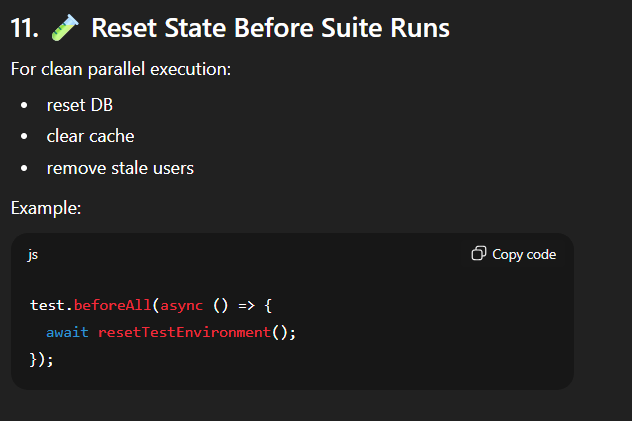 11. 🧪 Reset State Before Suite Runs
For clean parallel execution:
• reset DB
• clear cache
• remove stale users
Example:
js
Copy code
test.beforeAll(async () => {
  await resetTestEnvironment();
});